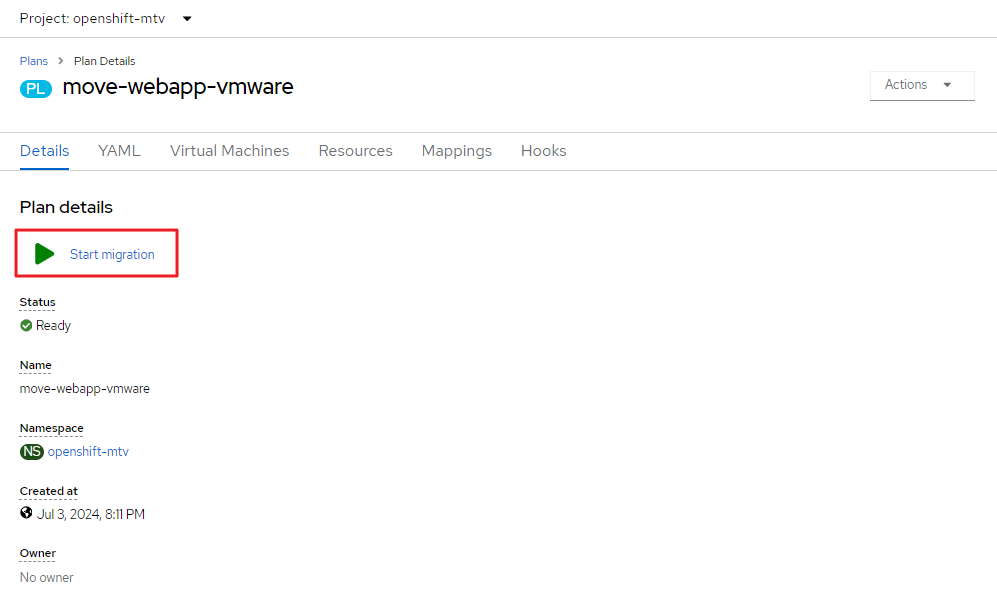 Project: openshift-mtv
Plans > Plan Details
PL move-webapp-vmware
Actions
Details YAML Virtual Machines Resources Mappings Hooks
Plan details
Start migration
Status
Ready
Name
move-webapp-vmware
Namespace
NS openshift-mtv
Created at
Jul 3, 2024, 8:11 PM
Owner
No owner